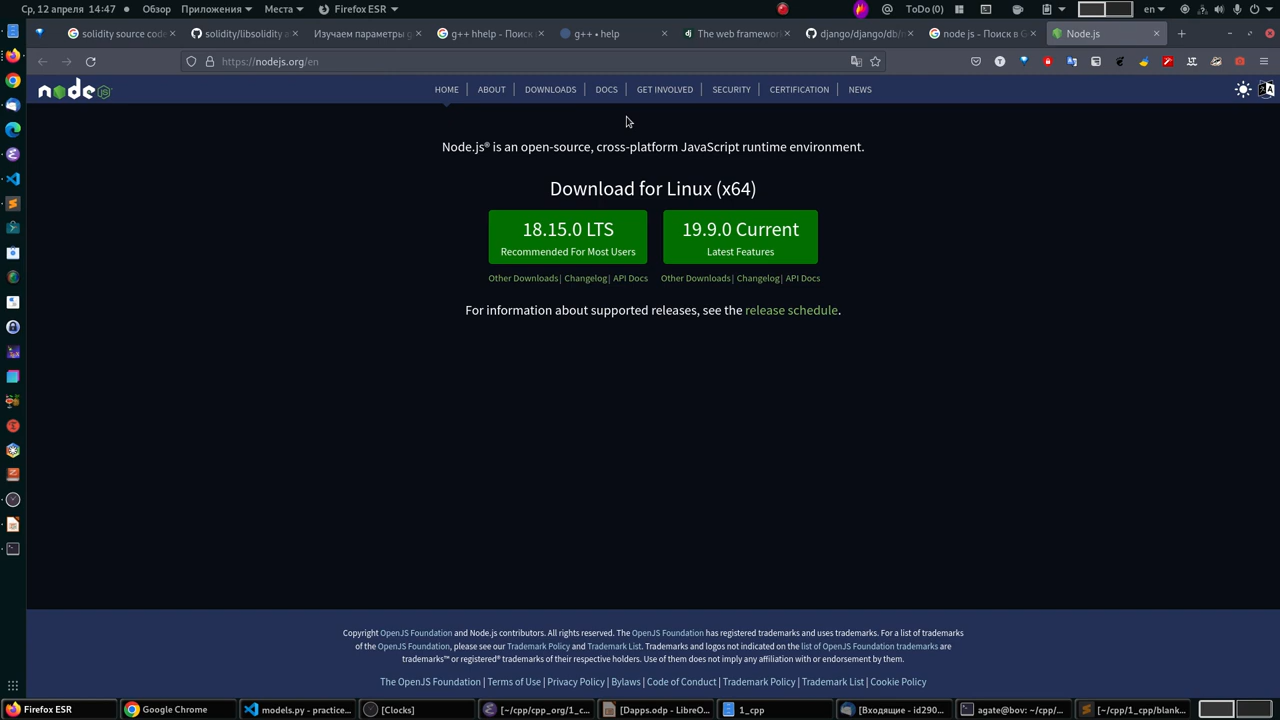 Ср, 12 апреля 14:47 Обзор Приложения Места Firefox ESR ToDo (0) en
solidity source code solidity/libsolidity a Изучаем параметры g g++ hhelp - Поиск g++ • help The web framework django/django/db/ node js - Поиск в G Node.js
https://nodejs.org/en
node JS HOME ABOUT DOWNLOADS DOCS GET INVOLVED SECURITY CERTIFICATION NEWS
Node.js® is an open-source, cross-platform JavaScript runtime environment.
Download for Linux (x64)
18.15.0 LTS 19.9.0 Current
Recommended For Most Users Latest Features
Other Downloads | Changelog | API Docs Other Downloads | Changelog | API Docs
For information about supported releases, see the release schedule.
Copyright OpenJS Foundation and Node.js contributors. All rights reserved. The OpenJS Foundation has registered trademarks and uses trademarks. For a list of trademarks
of the OpenJS Foundation, please see our Trademark Policy and Trademark List. Trademarks and logos not indicated on the list of OpenJS Foundation trademarks are
trademarks™ or registered® trademarks of their respective holders. Use of them does not imply any affiliation with or endorsement by them.
The OpenJS Foundation | Terms of Use | Privacy Policy | Bylaws | Code of Conduct | Trademark Policy | Trademark List | Cookie Policy
Firefox ESR Google Chrome models.py - practice... [Clocks] [~/cpp/cpp_org/1_c... [Dapps.odp - LibreO... 1_cpp [Входящие - id290... agate@bov: ~/cpp/... [~/cpp/1_cpp/blank...